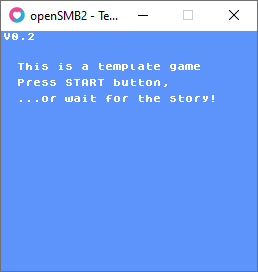 openSMB2 - Te...
V0.2
This is a template game
Press START button,
...or wait for the story!